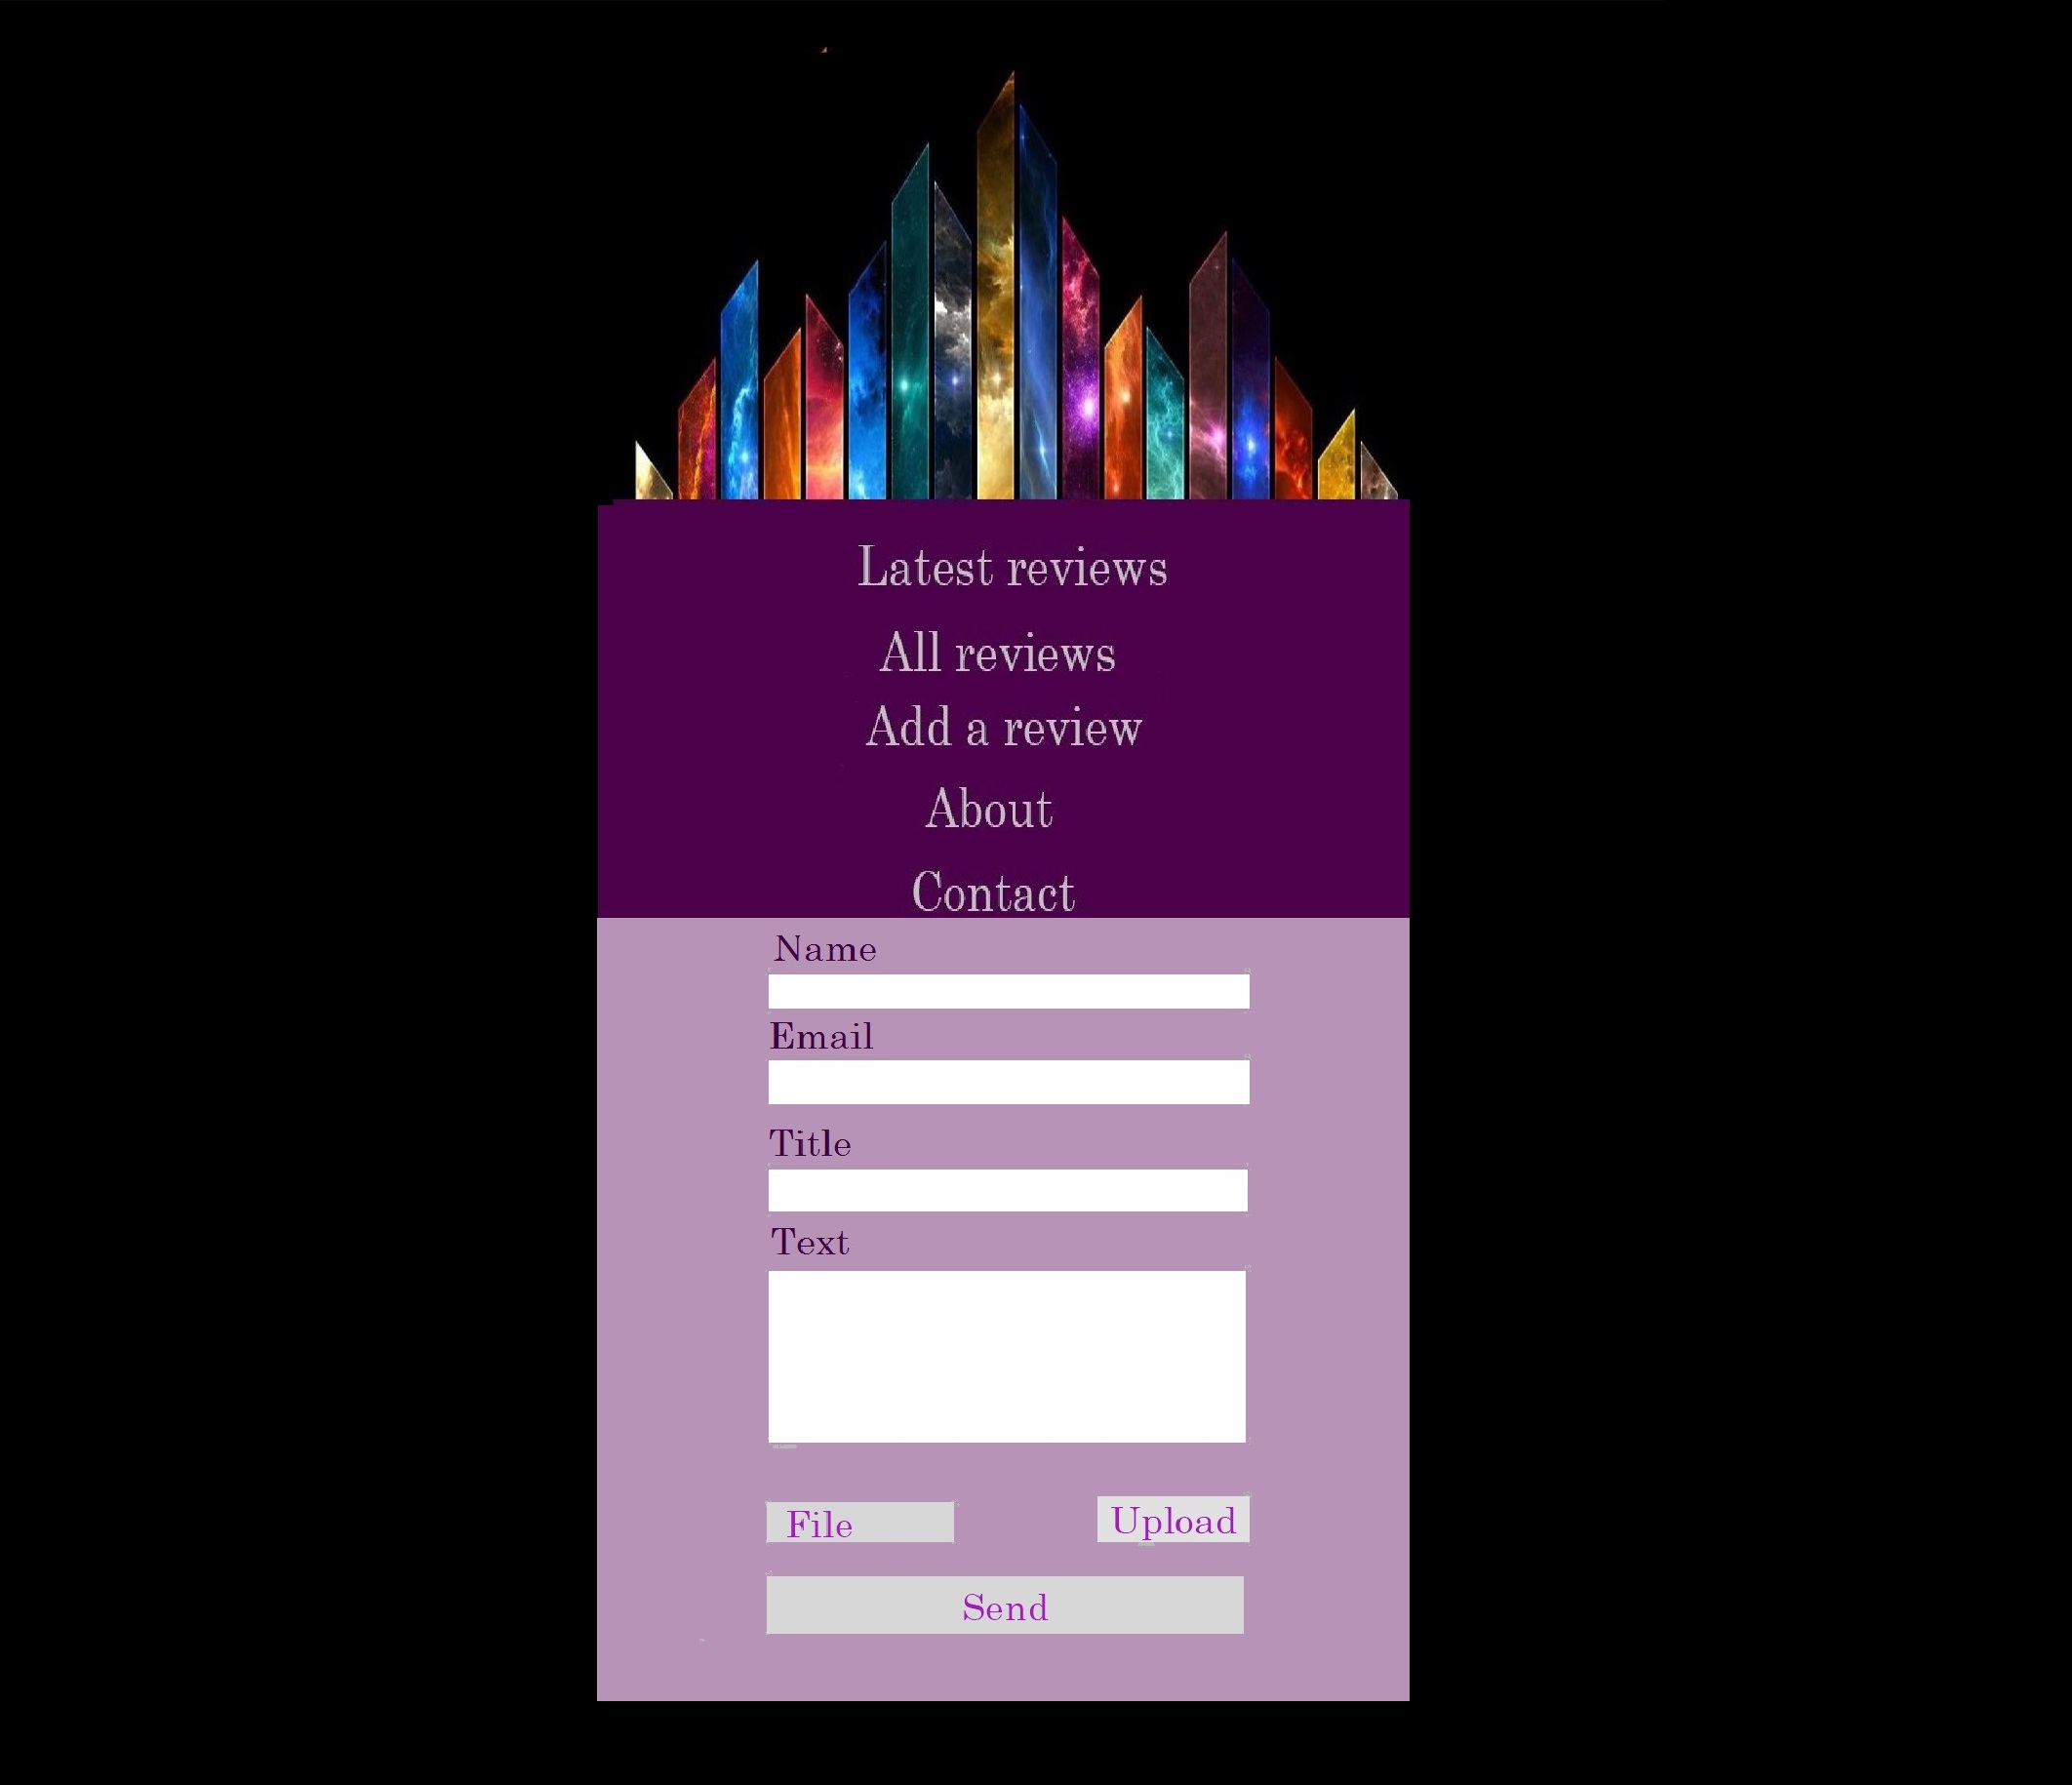 Latest reviews
All reviews
Add a review
About
Contact
Name
Email
Title
Text
File
Upload
Send